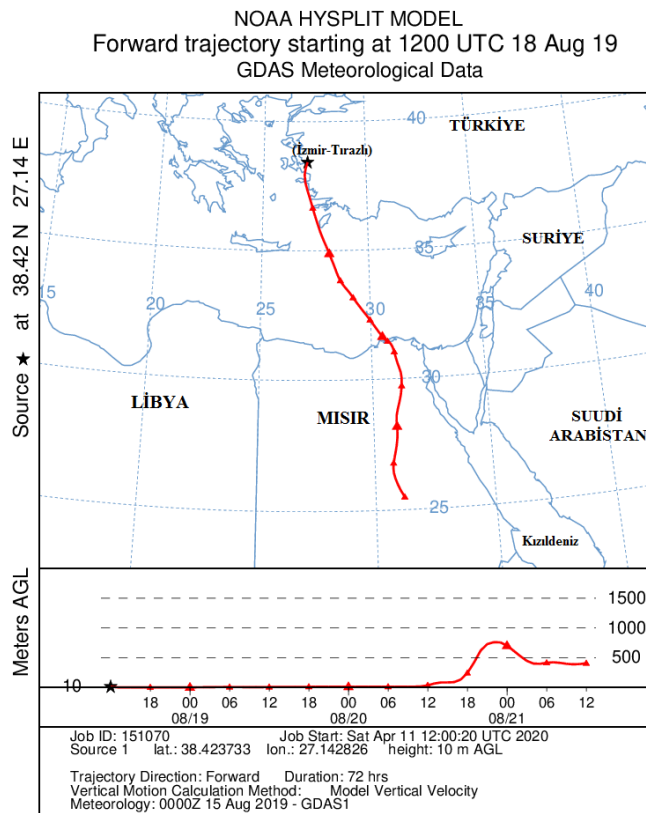 NOAA HYSPLIT MODEL
Forward trajectory starting at 1200 UTC 18 Aug 19
GDAS Meteorological Data
Source ★ at 38.42 N 27.14 E
40
TÜRKİYE
(İzmir-Tırazlı)
35
SURİYE
15
20
25
30
35
40
30
LİBYA
MISIR
SUUDİ
ARABİSTAN
25
Kızıldeniz
Meters AGL
1500
1000
500
10
18 00 06 12 18 00 06 12 18 00 06 12
08/19 08/20 08/21
Job ID: 151070 Job Start: Sat Apr 11 12:00:20 UTC 2020
Source 1 lat.: 38.423733 lon.: 27.142826 height: 10 m AGL
Trajectory Direction: Forward Duration: 72 hrs
Vertical Motion Calculation Method: Model Vertical Velocity
Meteorology: 0000Z 15 Aug 2019 - GDAS1